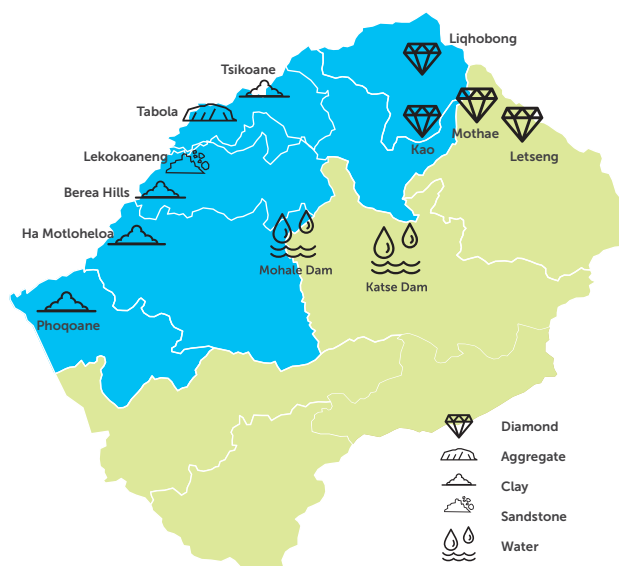 Liqhobong
Tsikoane
Tabola
Mothae
Kao
Letseng
Lekokoaneng
Berea Hills
Ha Motloheloa
Mohale Dam
Katse Dam
Phoqoane
Diamond
Aggregate
Clay
Sandstone
Water